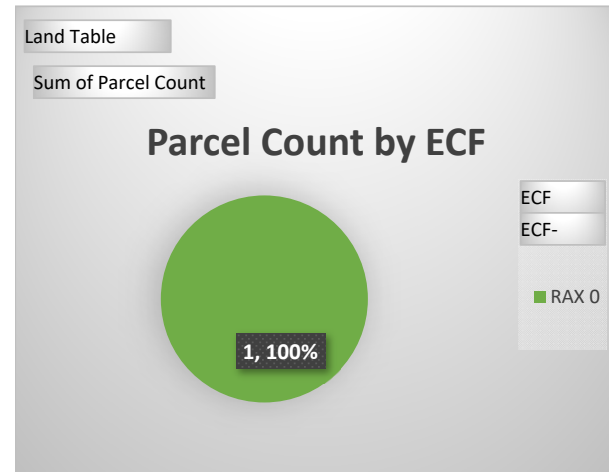 Land Table
Sum of Parcel Count
Parcel Count by ECF
ECF
ECF-
RAX 0
1, 100%